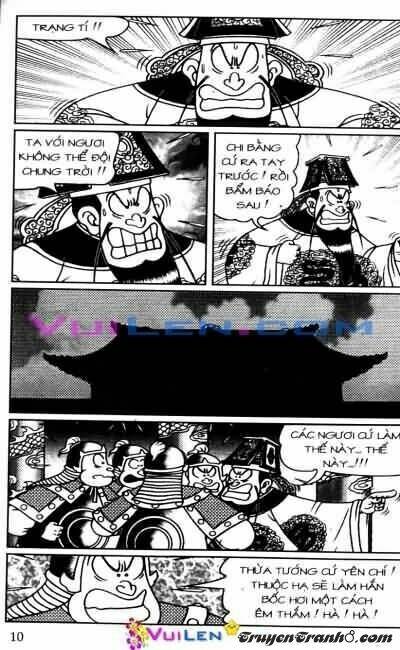 TRẠNG TÍ !!
TA VỚI NGƯƠI
KHÔNG THỂ ĐỘI
CHUNG TRỜI !!
CHI BẰNG
CỨ RA TAY
TRƯỚC ! RỒI
BẨM BÁO
SAU !
VUILEN.COM
CÁC NGƯƠI CỨ LÀM
THẾ NÀY... THẾ
NÀY...!!!
THỪA TƯỚNG CỨ YÊN CHÍ !
THUỘC HẠ SẼ LÀM HẮN
BỐC HƠI MỘT CÁCH
ÊM THẮM ! HÀ ! HÀ !
10
VUILEN
TruyenTranh8.com